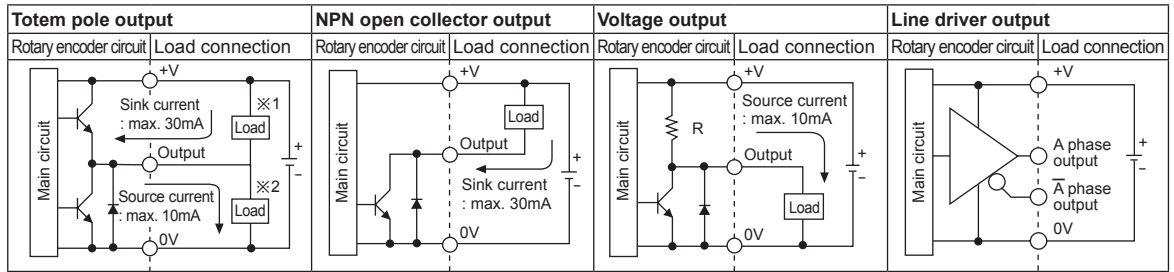 Totem pole output
Rotary encoder circuit Load connection
Main circuit
+V
Sink current
: max. 30mA
※1
Load
Output
+
−
Source current
: max. 10mA
※2
Load
0V
NPN open collector output
Rotary encoder circuit Load connection
Main circuit
+V
Load
Output
+
−
Sink current
: max. 30mA
0V
Voltage output
Rotary encoder circuit Load connection
Main circuit
+V
Source current
: max. 10mA
R
Output
+
−
Load
0V
Line driver output
Rotary encoder circuit Load connection
Main circuit
+V
A phase
output
+
−
A̅ phase
output
0V